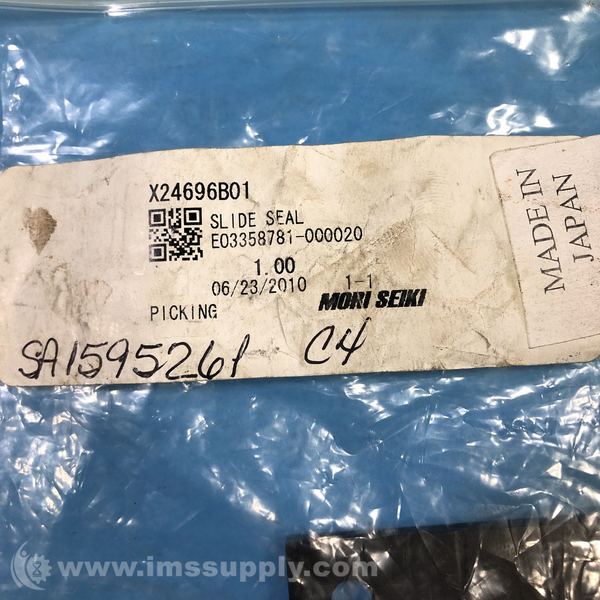 X24696B01
SLIDE SEAL
E03358781-000020
1.00
06/23/2010
1-1
MORI SEIKI
PICKING
SA1595261
C4
MADE IN
JAPAN
www.imssupply.com